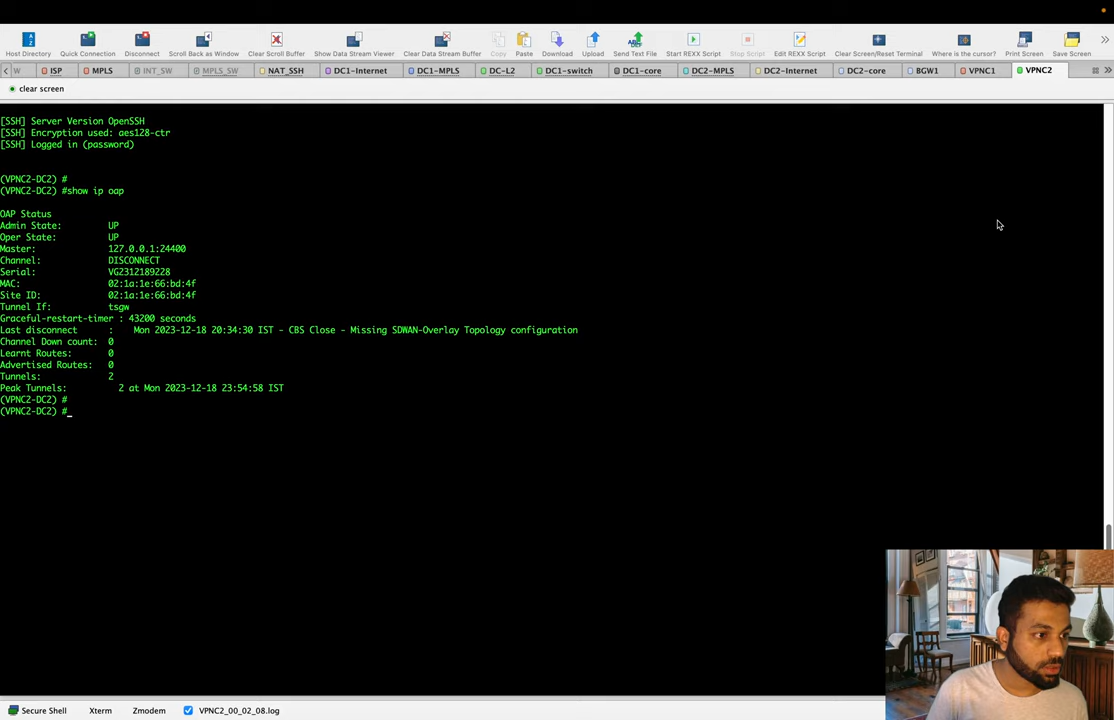 Host Directory Quick Connection Disconnect Scroll Back as Window Clear Scroll Buffer Show Data Stream Viewer Clear Data Stream Buffer Copy Paste Download Upload Send Text File Start REXX Script Stop Script Edit REXX Script Clear Screen/Reset Terminal Where is the cursor? Print Screen Save Screen
W ISP MPLS INT_SW MPLS_SW NAT_SSH DC1-Internet DC1-MPLS DC-L2 DC1-switch DC1-core DC2-MPLS DC2-Internet DC2-core BGW1 VPNC1 VPNC2
clear screen
[SSH] Server Version OpenSSH
[SSH] Encryption used: aes128-ctr
[SSH] Logged in (password)
(VPNC2-DC2) #
(VPNC2-DC2) #show ip oap
OAP Status
Admin State: UP
Oper State: UP
Master: 127.0.0.1:24400
Channel: DISCONNECT
Serial: VG2312189228
MAC: 02:1a:1e:66:bd:4f
Site ID: 02:1a:1e:66:bd:4f
Tunnel If: tsgw
Graceful-restart-timer : 43200 seconds
Last disconnect : Mon 2023-12-18 20:34:30 IST - CBS Close - Missing SDWAN-Overlay Topology configuration
Channel Down count: 0
Learnt Routes: 0
Advertised Routes: 0
Tunnels: 2
Peak Tunnels: 2 at Mon 2023-12-18 23:54:58 IST
(VPNC2-DC2) #
(VPNC2-DC2) #_
Secure Shell Xterm Zmodem VPNC2_00_02_08.log